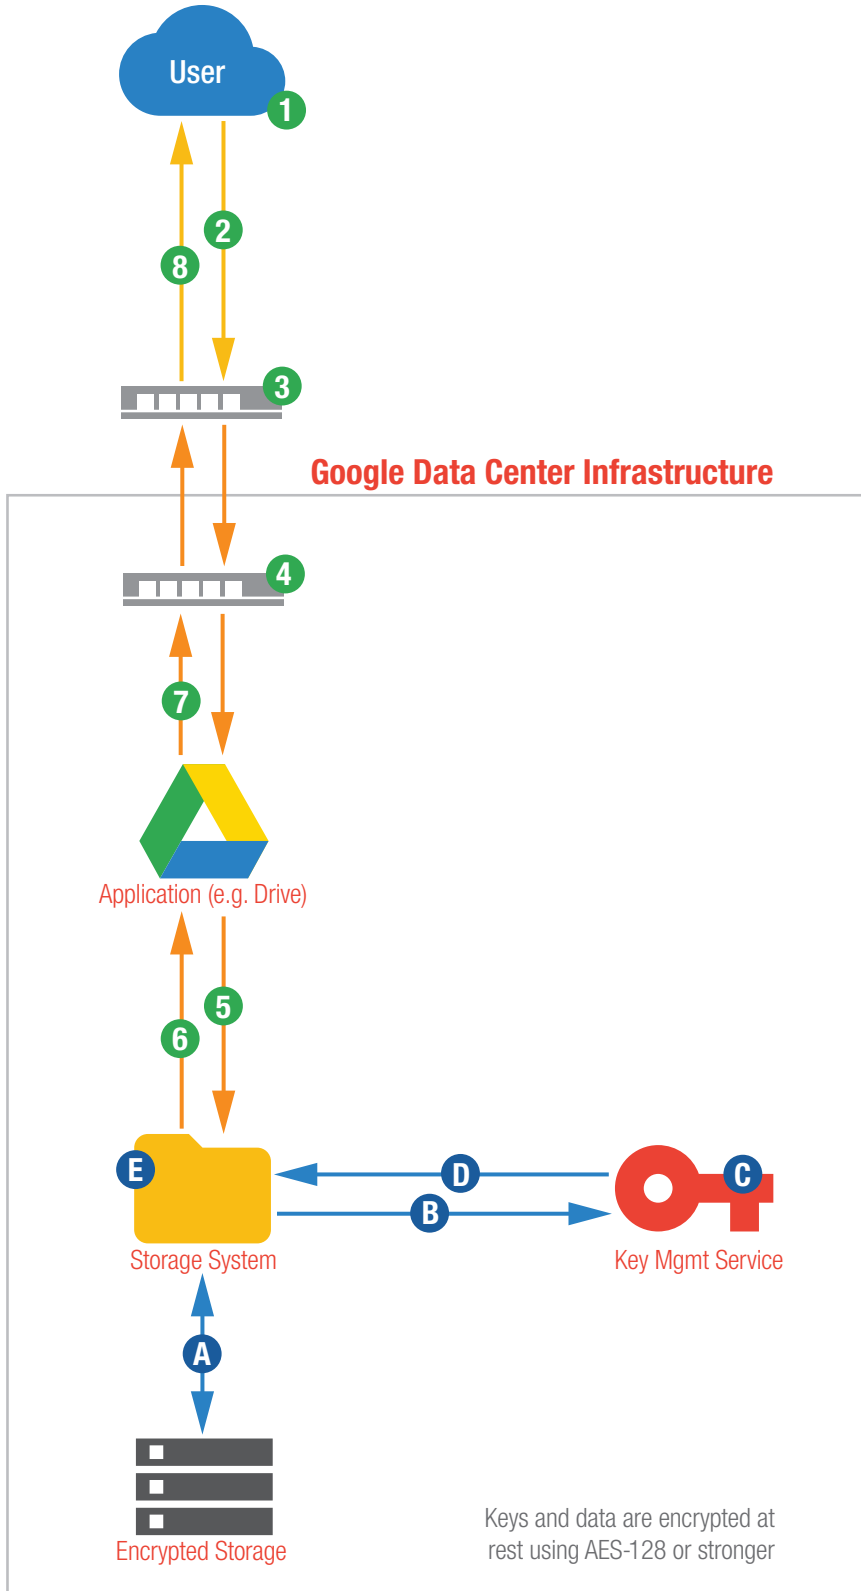 User
1
2
8
3
Google Data Center Infrastructure
4
7
Application (e.g. Drive)
5
6
E
D
C
B
Storage System
Key Mgmt Service
A
Keys and data are encrypted at
rest using AES-128 or stronger
Encrypted Storage